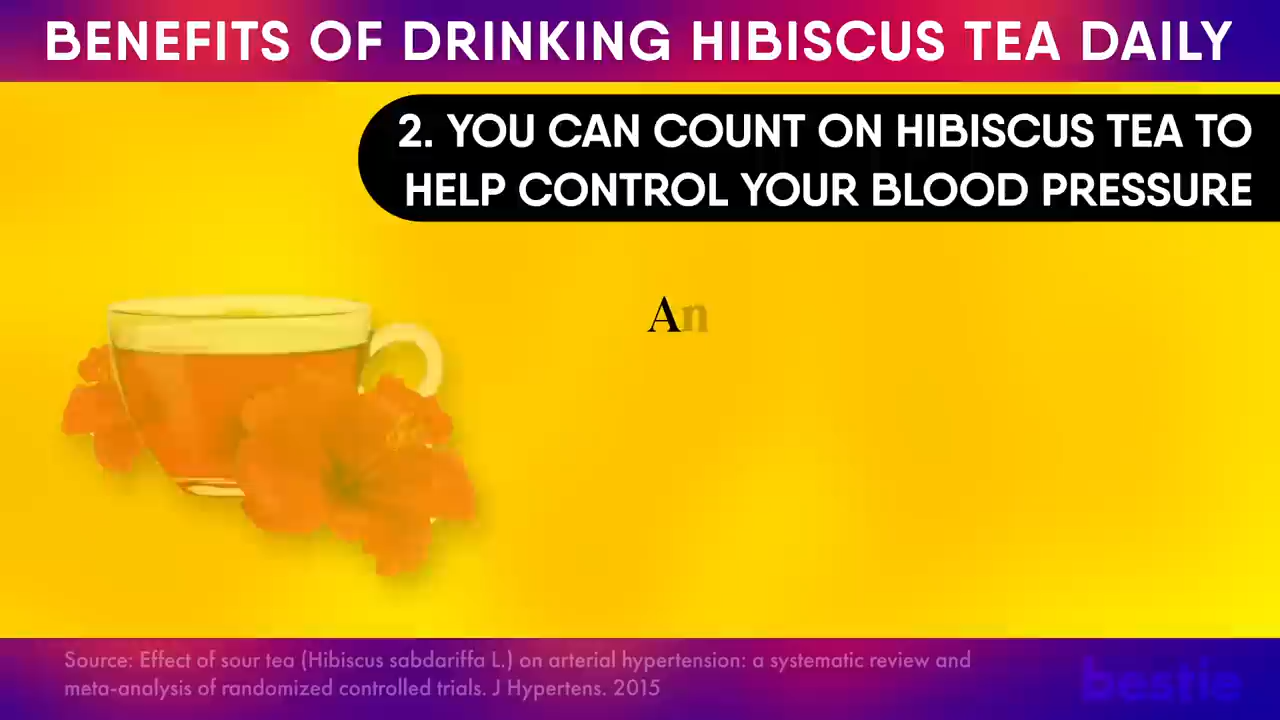 BENEFITS OF DRINKING HIBISCUS TEA DAILY
2. YOU CAN COUNT ON HIBISCUS TEA TO
HELP CONTROL YOUR BLOOD PRESSURE
An
Source: Effect of sour tea (Hibiscus sabdariffa L.) on arterial hypertension: a systematic review and
meta-analysis of randomized controlled trials. J Hypertens. 2015
bestie